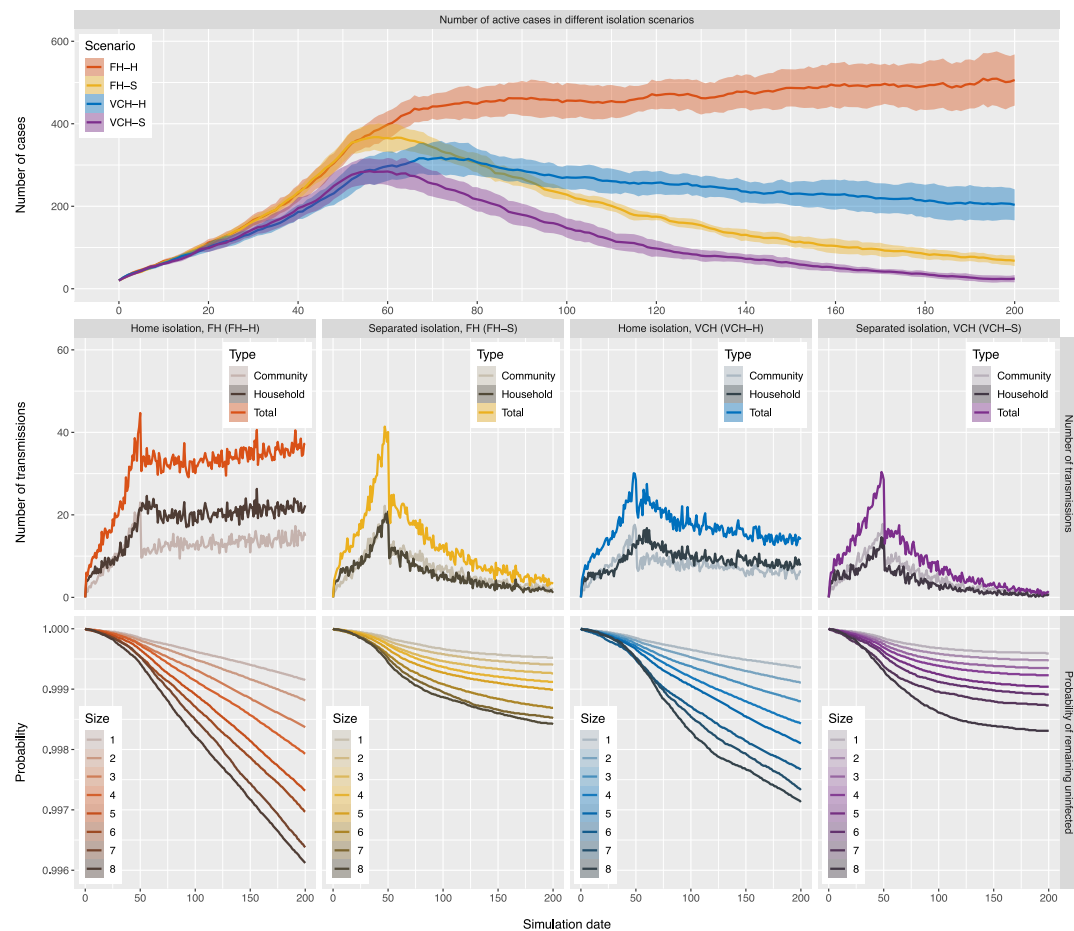 Number of active cases in different isolation scenarios
Number of cases
600
400
200
0
Scenario
FH−H
FH−S
VCH−H
VCH−S
0 20 40 60 80 100 120 140 160 180 200
Home isolation, FH (FH−H)
Separated isolation, FH (FH−S)
Home isolation, VCH (VCH−H)
Separated isolation, VCH (VCH−S)
Number of transmissions
60
40
20
0
Type
Community
Household
Total
Type
Community
Household
Total
Type
Community
Household
Total
Type
Community
Household
Total
Number of transmissions
Probability
1.000
0.999
0.998
0.997
0.996
Size
1
2
3
4
5
6
7
8
Size
1
2
3
4
5
6
7
8
Size
1
2
3
4
5
6
7
8
Size
1
2
3
4
5
6
7
8
Probability of remaining uninfected
0 50 100 150 200
0 50 100 150 200
0 50 100 150 200
0 50 100 150 200
Simulation date